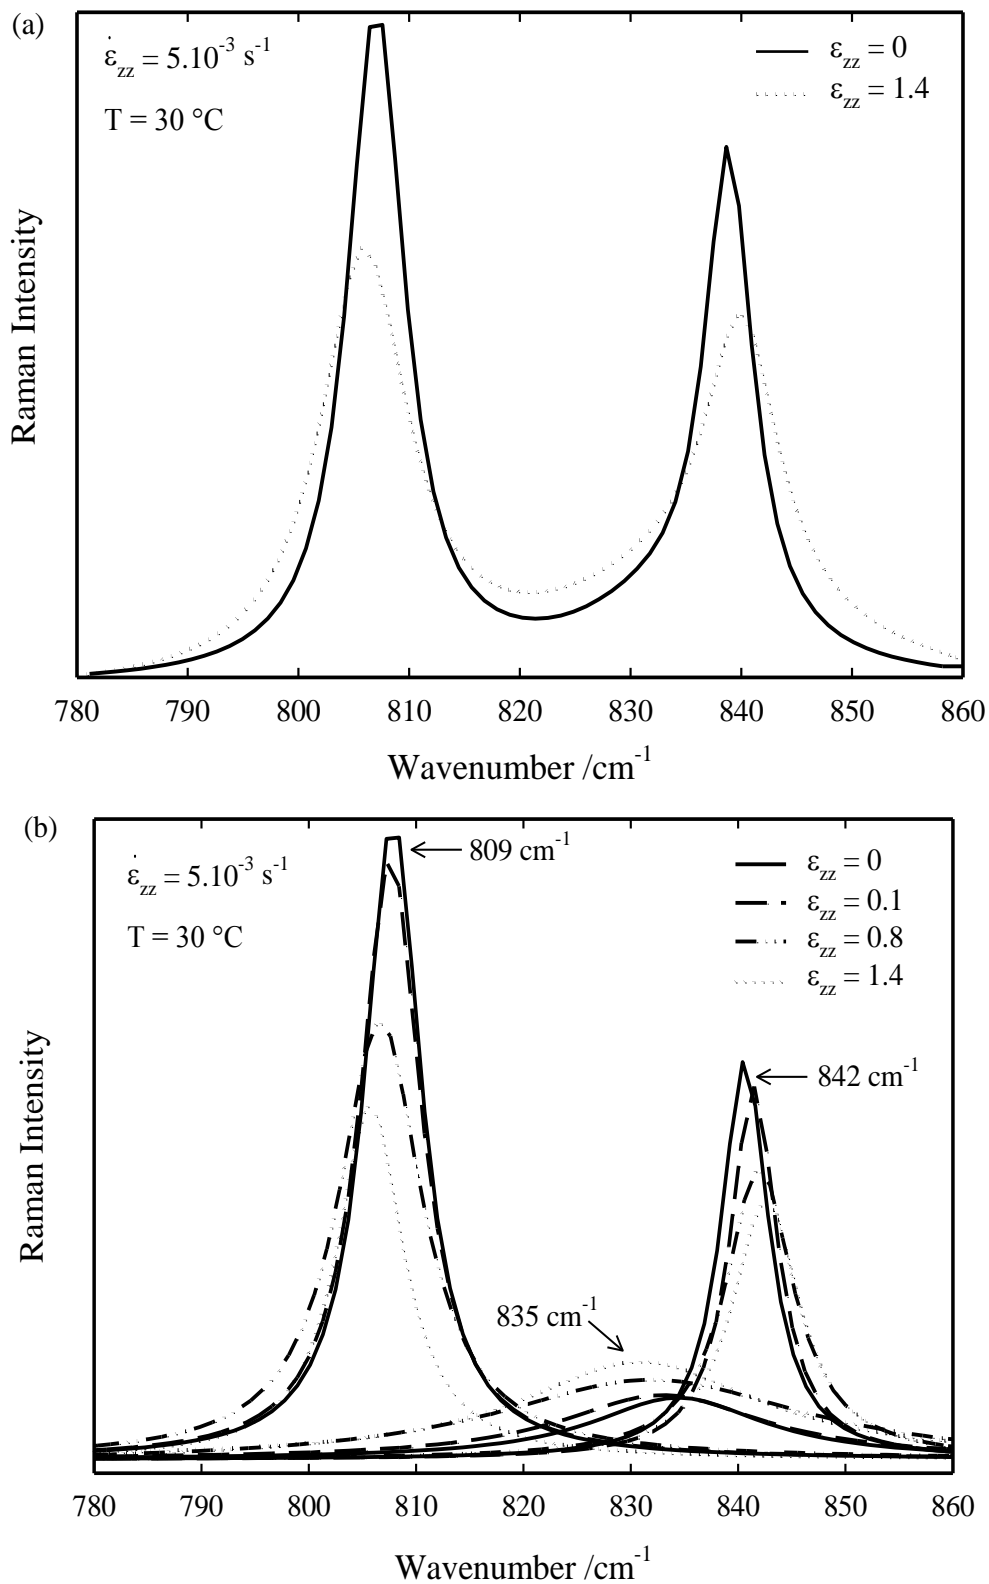 (a)
ε̇zz = 5.10⁻³ s⁻¹
T = 30 °C
εzz = 0
εzz = 1.4
Raman Intensity
780 790 800 810 820 830 840 850 860
Wavenumber /cm⁻¹
(b)
ε̇zz = 5.10⁻³ s⁻¹
T = 30 °C
809 cm⁻¹
εzz = 0
εzz = 0.1
εzz = 0.8
εzz = 1.4
842 cm⁻¹
835 cm⁻¹
Raman Intensity
780 790 800 810 820 830 840 850 860
Wavenumber /cm⁻¹